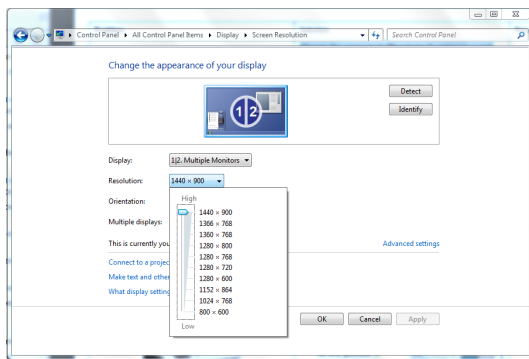 Control Panel ▸ All Control Panel Items ▸ Display ▸ Screen Resolution
Search Control Panel
Change the appearance of your display
1|2
Detect
Identify
Display: 1|2. Multiple Monitors
Resolution: 1440 × 900
Orientation:
High
1440 × 900
1366 × 768
Multiple displays:
1360 × 768
1280 × 800
This is currently you
Advanced settings
1280 × 768
Connect to a projec
1280 × 720
Make text and other
1280 × 600
What display setting
1152 × 864
1024 × 768
800 × 600
Low
OK Cancel Apply